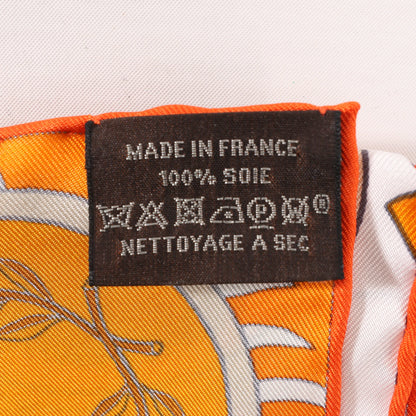 MADE IN FRANCE
100% SOIE
P W ®
NETTOYAGE A SEC